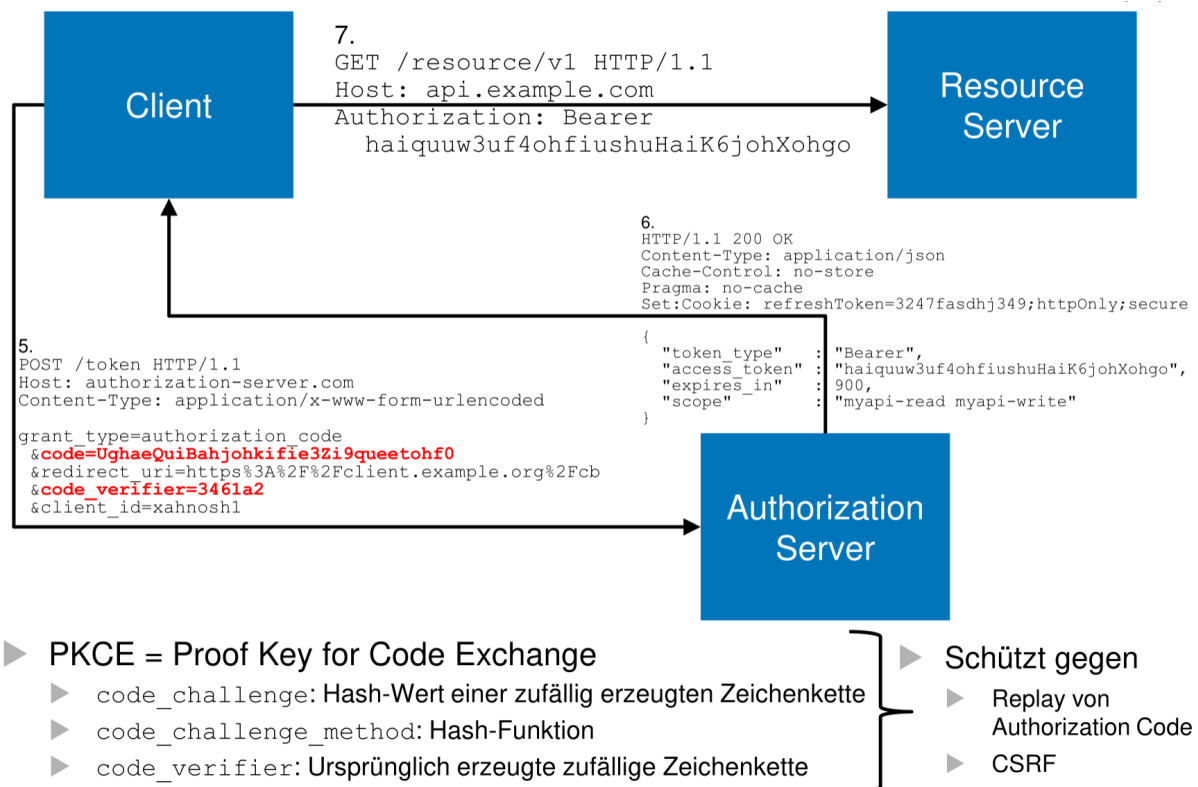 Client
7.
GET /resource/v1 HTTP/1.1
Host: api.example.com
Authorization: Bearer
haiquuw3uf4ohfiushuHaiK6johXohgo
Resource
Server
6.
HTTP/1.1 200 OK
Content-Type: application/json
Cache-Control: no-store
Pragma: no-cache
Set:Cookie: refreshToken=3247fasdhj349;httpOnly;secure
{
"token_type" : "Bearer",
"access_token" : "haiquuw3uf4ohfiushuHaiK6johXohgo",
"expires_in" : 900,
"scope" : "myapi-read myapi-write"
}
5.
POST /token HTTP/1.1
Host: authorization-server.com
Content-Type: application/x-www-form-urlencoded
grant_type=authorization_code
&code=UghaeQuiBahjohkifie3Zi9queetohf0
&redirect_uri=https%3A%2F%2Fclient.example.org%2Fcb
&code_verifier=3461a2
&client_id=xahnosh1
Authorization
Server
PKCE = Proof Key for Code Exchange
code_challenge: Hash-Wert einer zufällig erzeugten Zeichenkette
code_challenge_method: Hash-Funktion
code_verifier: Ursprünglich erzeugte zufällige Zeichenkette
Schützt gegen
Replay von
Authorization Code
CSRF